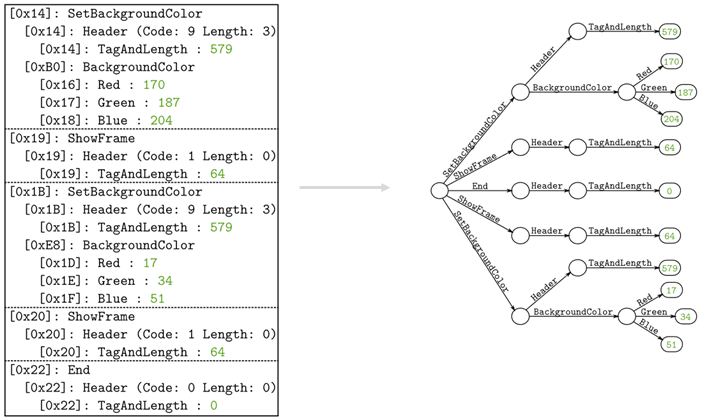 [0x14]: SetBackgroundColor
[0x14]: Header (Code: 9 Length: 3)
[0x14]: TagAndLength : 579
[0xB0]: BackgroundColor
[0x16]: Red : 170
[0x17]: Green : 187
[0x18]: Blue : 204
[0x19]: ShowFrame
[0x19]: Header (Code: 1 Length: 0)
[0x19]: TagAndLength : 64
[0x1B]: SetBackgroundColor
[0x1B]: Header (Code: 9 Length: 3)
[0x1B]: TagAndLength : 579
[0xE8]: BackgroundColor
[0x1D]: Red : 17
[0x1E]: Green : 34
[0x1F]: Blue : 51
[0x20]: ShowFrame
[0x20]: Header (Code: 1 Length: 0)
[0x20]: TagAndLength : 64
[0x22]: End
[0x22]: Header (Code: 0 Length: 0)
[0x22]: TagAndLength : 0
SetBackgroundColor
Header
TagAndLength
579
BackgroundColor
Red
170
Green
187
Blue
204
ShowFrame
Header
TagAndLength
64
End
Header
TagAndLength
0
ShowFrame
Header
TagAndLength
64
SetBackgroundColor
Header
TagAndLength
579
BackgroundColor
Red
17
Green
34
Blue
51